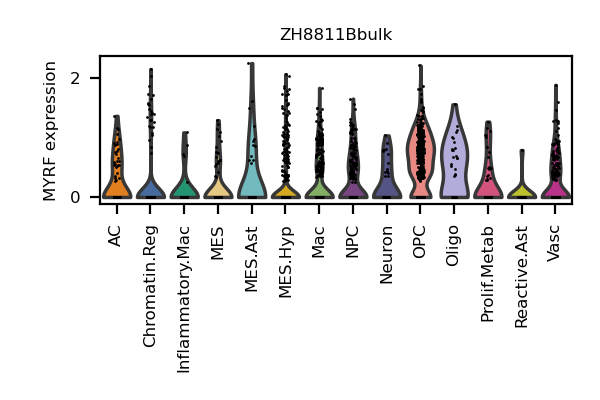 ZH8811Bbulk
MYRF expression
2
0
AC
Chromatin.Reg
Inflammatory.Mac
MES
MES.Ast
MES.Hyp
Mac
NPC
Neuron
OPC
Oligo
Prolif.Metab
Reactive.Ast
Vasc